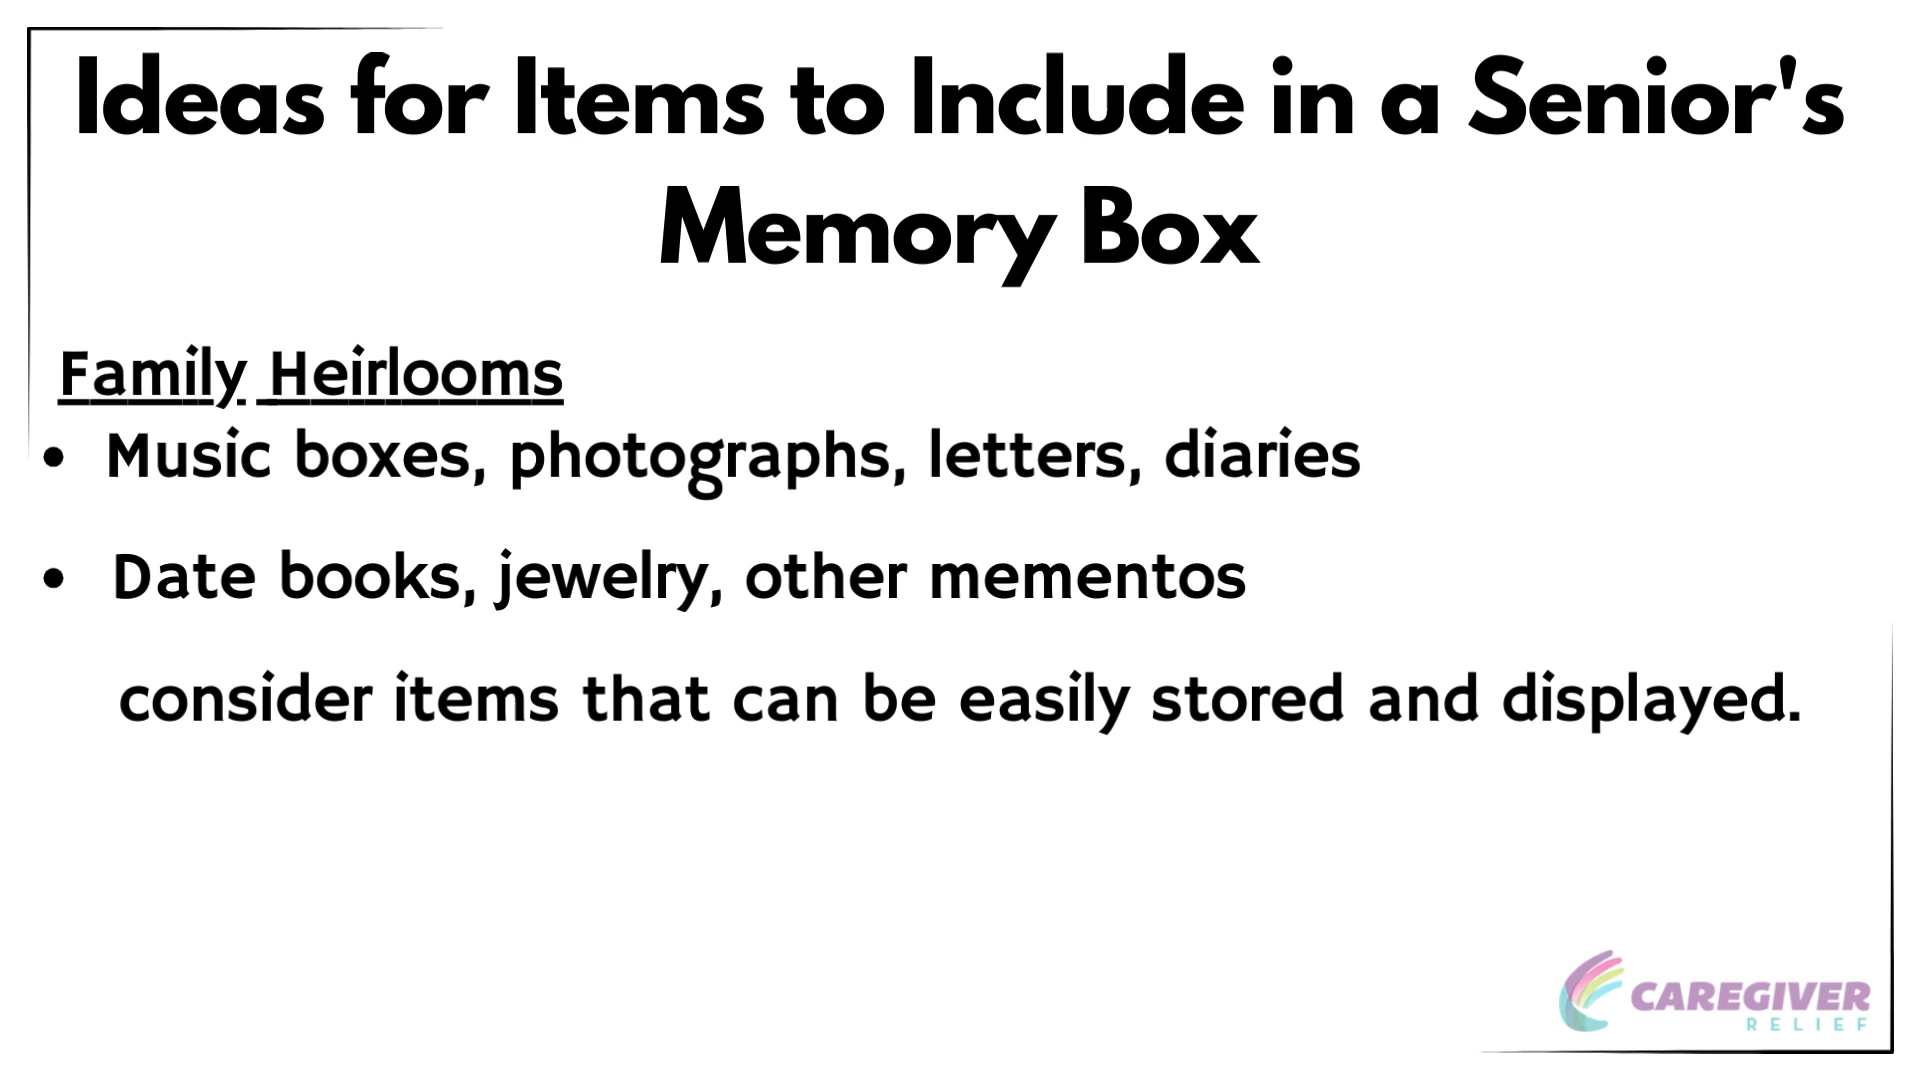 Ideas for Items to Include in a Senior's
Memory Box
Family Heirlooms
• Music boxes, photographs, letters, diaries
• Date books, jewelry, other mementos
consider items that can be easily stored and displayed.
CAREGIVER
RELIEF